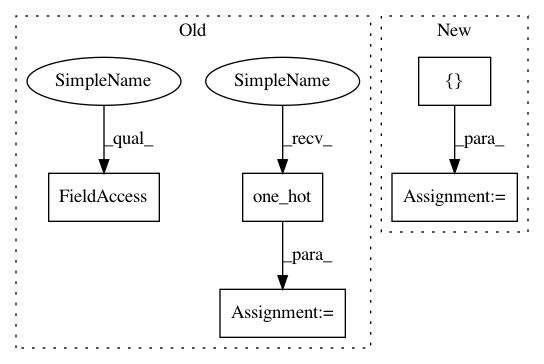 Old
New
SimpleName
SimpleName
{}
_qual_
_recv_
_para_
FieldAccess
one_hot
Assignment:=
_para_
Assignment:=